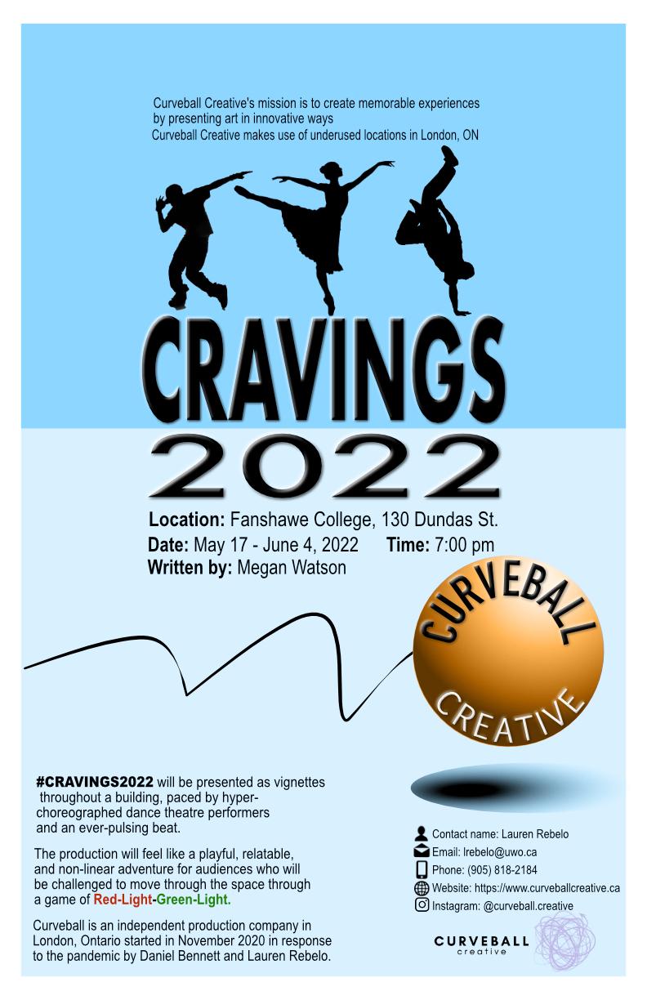 Curveball Creative's mission is to create memorable experiences
by presenting art in innovative ways
Curveball Creative makes use of underused locations in London, ON
CRAVINGS
2022
Location: Fanshawe College, 130 Dundas St.
Date: May 17 - June 4, 2022 Time: 7:00 pm
Written by: Megan Watson
CURVEBALL
CREATIVE
#CRAVINGS2022 will be presented as vignettes
throughout a building, paced by hyper-
choreographed dance theatre performers
and an ever-pulsing beat.
The production will feel like a playful, relatable,
and non-linear adventure for audiences who will
be challenged to move through the space through
a game of Red-Light-Green-Light.
Curveball is an independent production company in
London, Ontario started in November 2020 in response
to the pandemic by Daniel Bennett and Lauren Rebelo.
Contact name: Lauren Rebelo
Email: lrebelo@uwo.ca
Phone: (905) 818-2184
Website: https://www.curveballcreative.ca
Instagram: @curveball.creative
CURVEBALL
creative